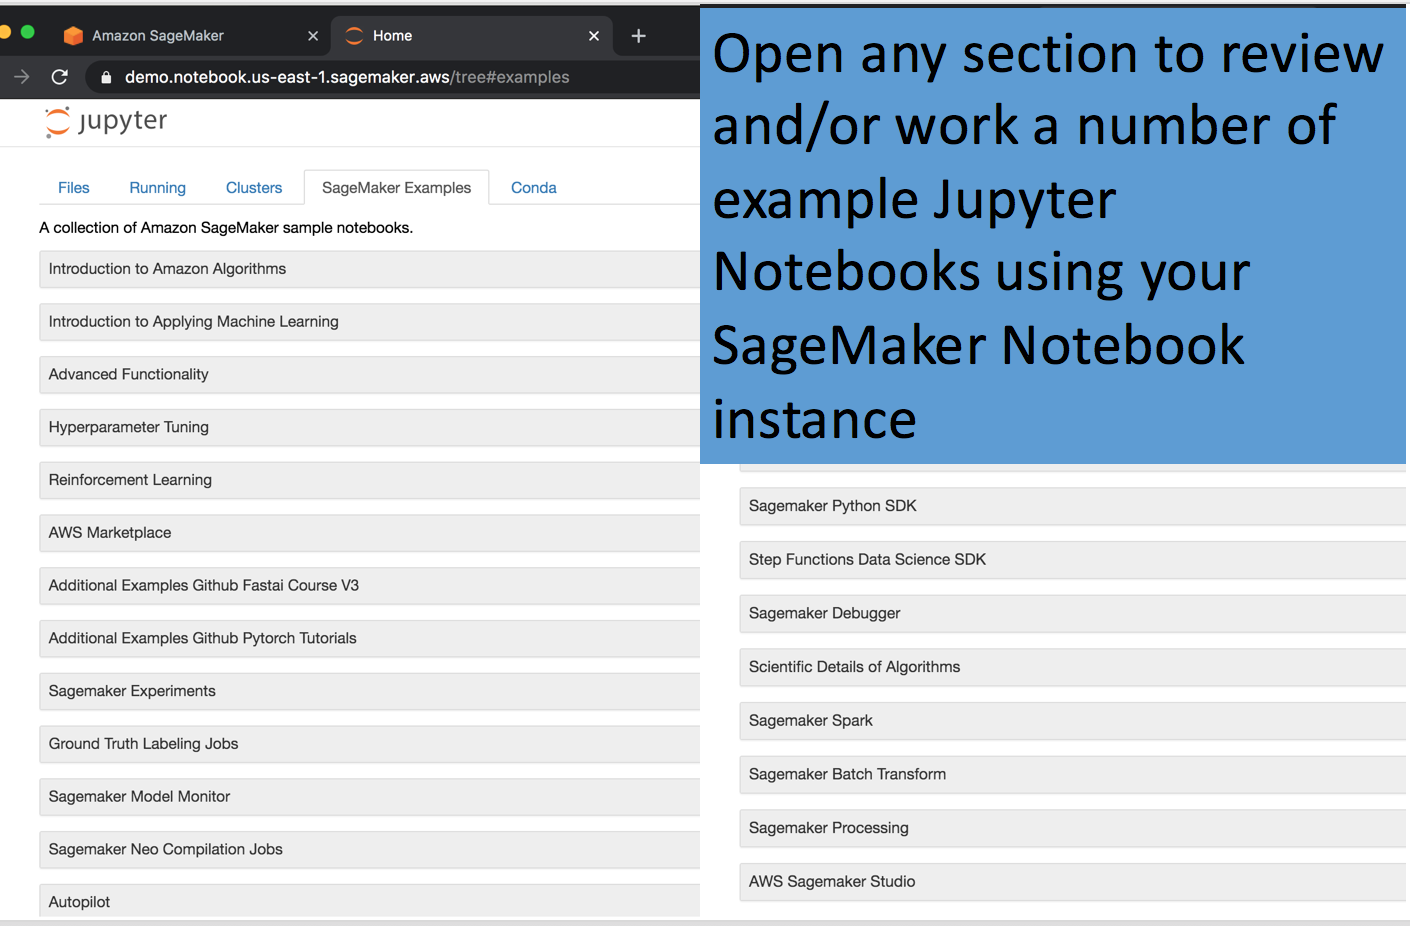 Amazon SageMaker
Home
demo.notebook.us-east-1.sagemaker.aws/tree#examples
jupyter
Files
Running
Clusters
SageMaker Examples
Conda
A collection of Amazon SageMaker sample notebooks.
Introduction to Amazon Algorithms
Introduction to Applying Machine Learning
Advanced Functionality
Hyperparameter Tuning
Reinforcement Learning
AWS Marketplace
Additional Examples Github Fastai Course V3
Additional Examples Github Pytorch Tutorials
Sagemaker Experiments
Ground Truth Labeling Jobs
Sagemaker Model Monitor
Sagemaker Neo Compilation Jobs
Autopilot
Open any section to review
and/or work a number of
example Jupyter
Notebooks using your
SageMaker Notebook
instance
Sagemaker Python SDK
Step Functions Data Science SDK
Sagemaker Debugger
Scientific Details of Algorithms
Sagemaker Spark
Sagemaker Batch Transform
Sagemaker Processing
AWS Sagemaker Studio